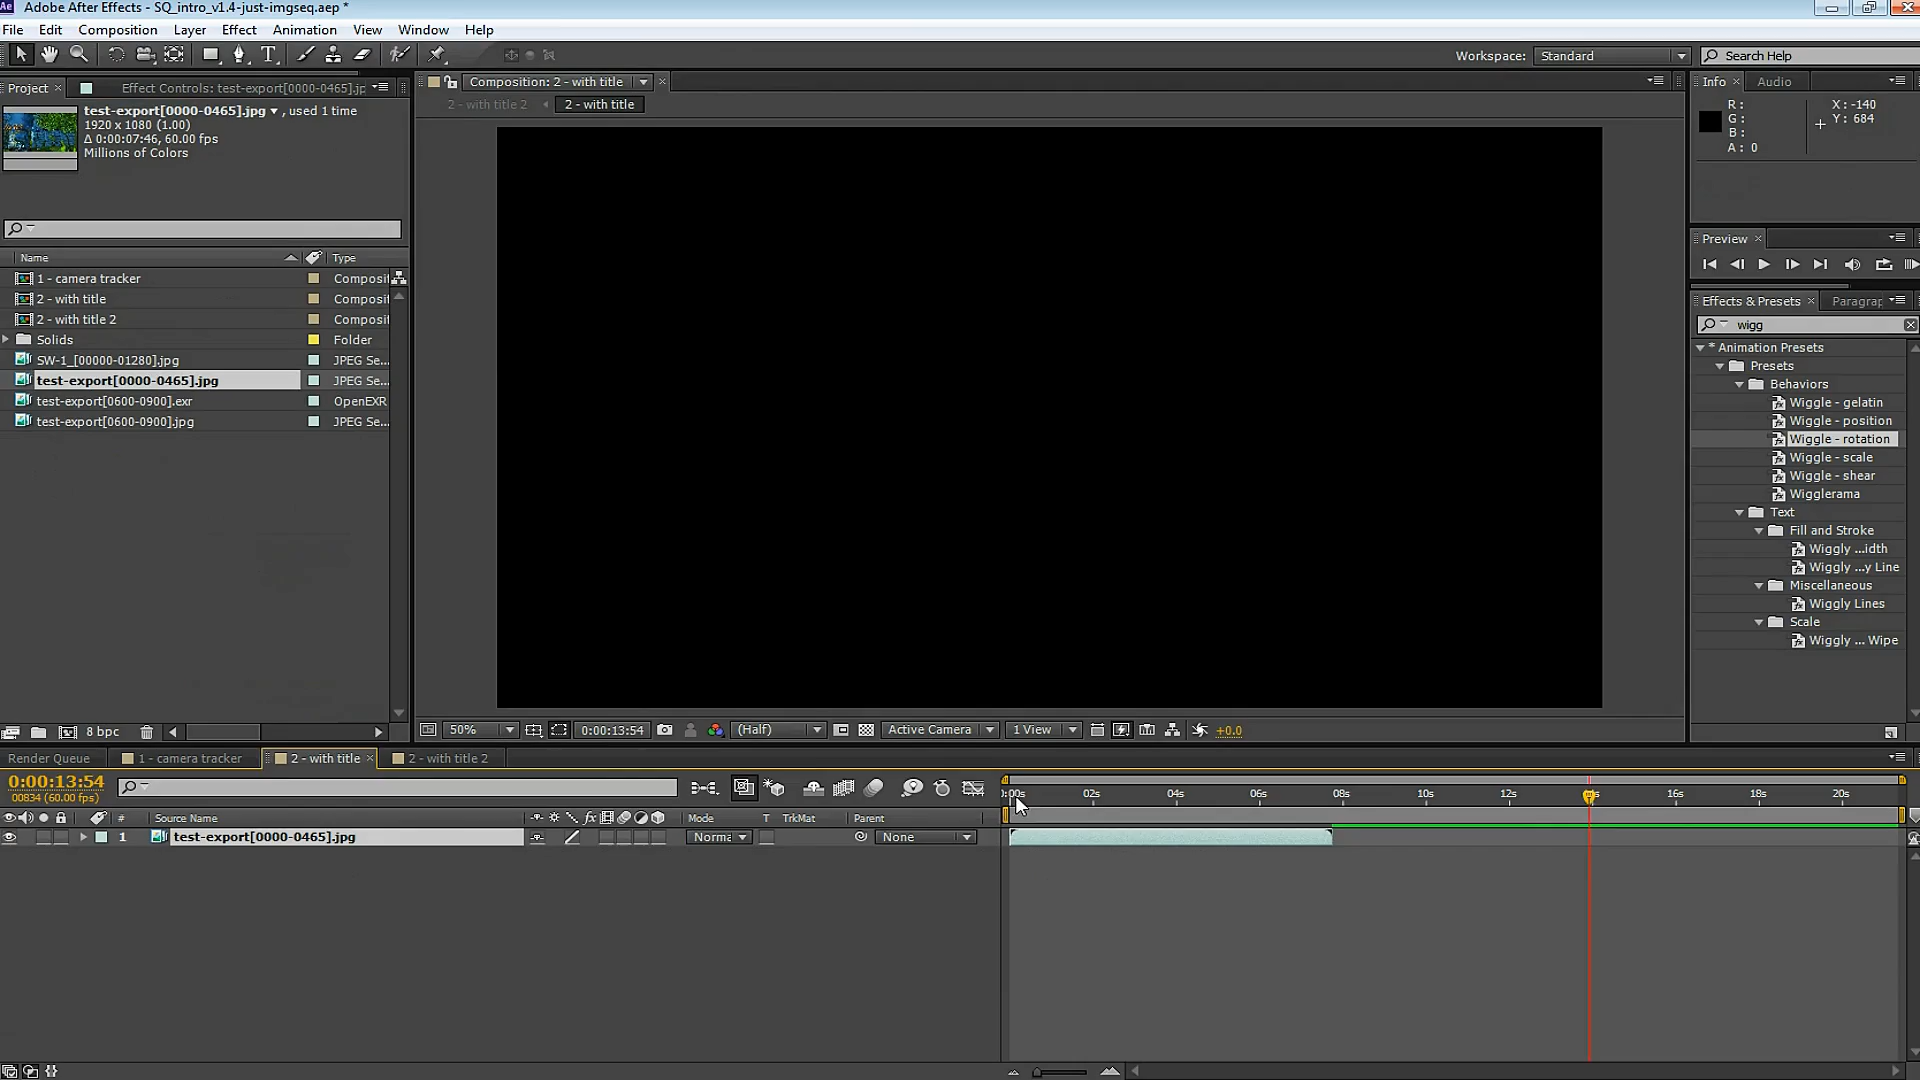 Ae Adobe After Effects - SQ_intro_v1.4-just-imgseq.aep *
File Edit Composition Layer Effect Animation View Window Help
Workspace: Standard Search Help
Project Effect Controls: test-export[0000-0465].jp
Composition: 2 - with title
Info Audio
test-export[0000-0465].jpg , used 1 time
1920 x 1080 (1.00)
Δ 0:00:07:46, 60.00 fps
Millions of Colors
2 - with title 2 2 - with title
R :
G :
B :
A : 0
X : -140
Y : 684
Preview
Effects & Presets Paragrap
wigg
Name Type
1 - camera tracker Composit
2 - with title Composit
2 - with title 2 Composit
Solids Folder
SW-1_[00000-01280].jpg JPEG Se...
test-export[0000-0465].jpg JPEG Se...
test-export[0600-0900].exr OpenEXR
test-export[0600-0900].jpg JPEG Se...
* Animation Presets
Presets
Behaviors
Wiggle - gelatin
Wiggle - position
Wiggle - rotation
Wiggle - scale
Wiggle - shear
Wigglerama
Text
Fill and Stroke
Wiggly ...idth
Wiggly ...y Line
Miscellaneous
Wiggly Lines
Scale
Wiggly ... Wipe
8 bpc
50% 0:00:13:54 (Half) Active Camera 1 View +0.0
Render Queue 1 - camera tracker 2 - with title 2 - with title 2
0:00:13:54
00834 (60.00 fps)
):00s 02s 04s 06s 08s 10s 12s s 16s 18s 20s
# Source Name fx Mode T TrkMat Parent
1 test-export[0000-0465].jpg Norma None